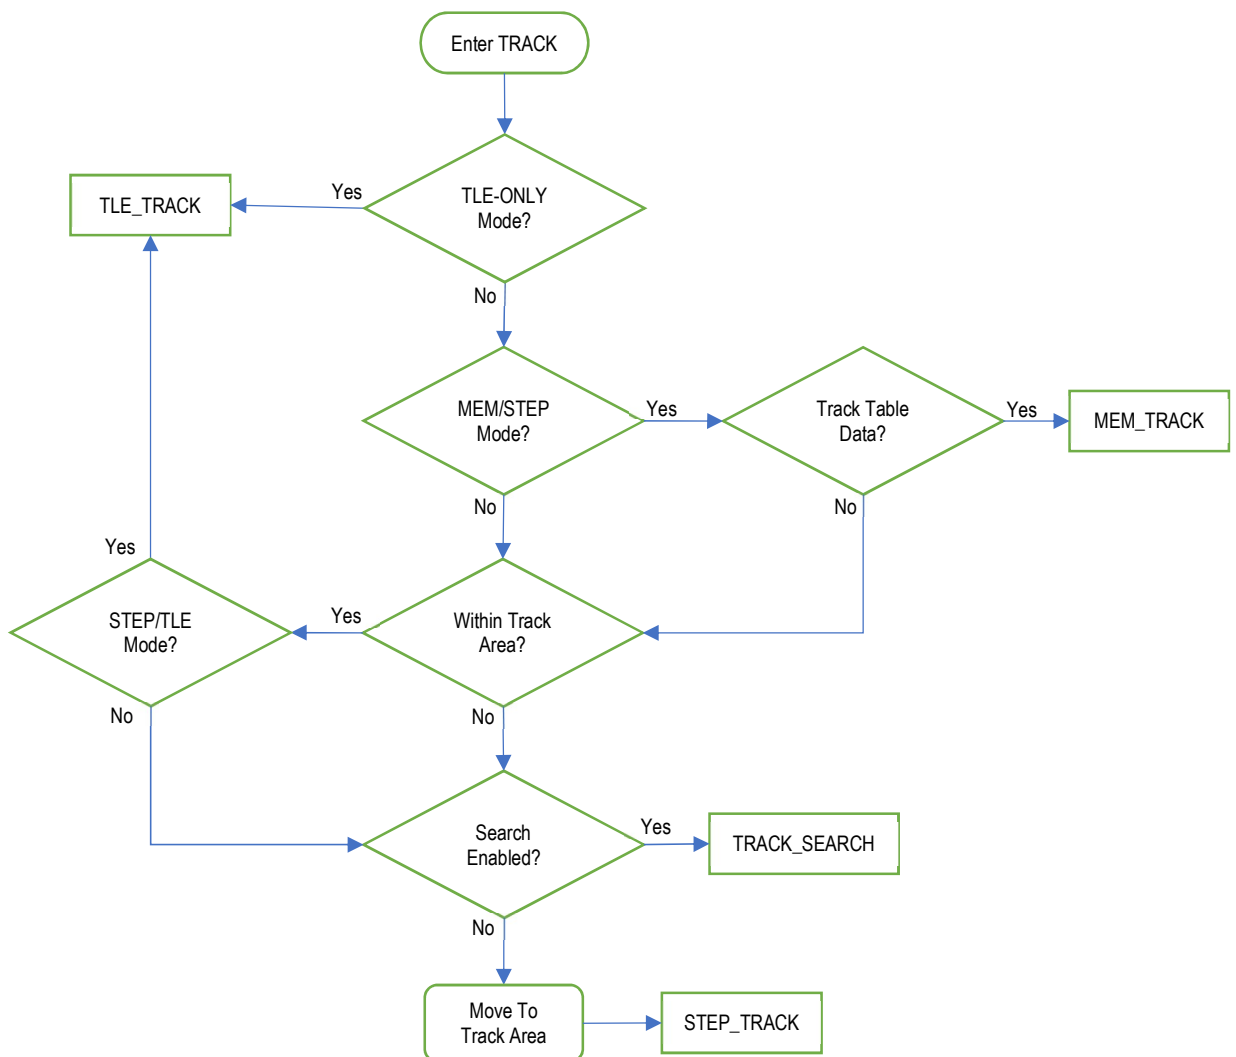 Enter TRACK
TLE-ONLY
Mode?
Yes
TLE_TRACK
No
MEM/STEP
Mode?
Yes
Track Table
Data?
Yes
MEM_TRACK
No
No
Within Track
Area?
Yes
STEP/TLE
Mode?
Yes
No
No
Search
Enabled?
Yes
TRACK_SEARCH
No
Move To
Track Area
STEP_TRACK